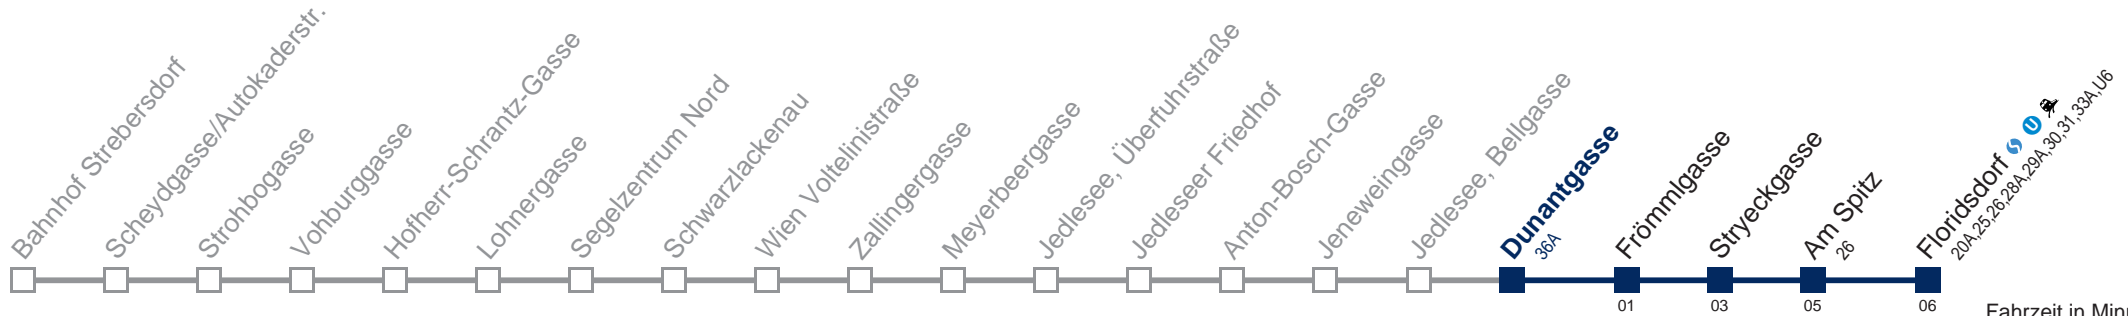 Bahnhof Strebersdorf
Scheydgasse/Autokaderstr.
Strohbogasse
Vohburggasse
Hofherr-Schrantz-Gasse
Lohnergasse
Segelzentrum Nord
Schwarzlackenau
Wien Voltelinistraße
Zallingergasse
Meyerbeergasse
Jedlesee, Überfuhrstraße
Jedleseer Friedhof
Anton-Bosch-Gasse
Jeneweingasse
Jedlesee, Bellgasse
Dunantgasse
36A
Frömmlgasse
Stryeckgasse
Am Spitz
26
Floridsdorf S U
20A,25,26,28A,29A,30,31,33A,U6
01
03
05
06
Fahrzeit in